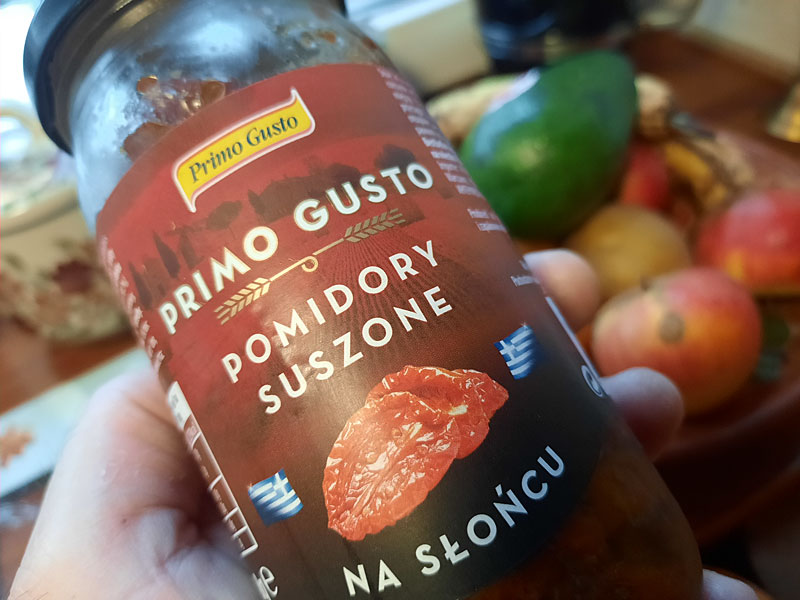 Primo Gusto
PRIMO GUSTO
POMIDORY
SUSZONE
NA SŁOŃCU